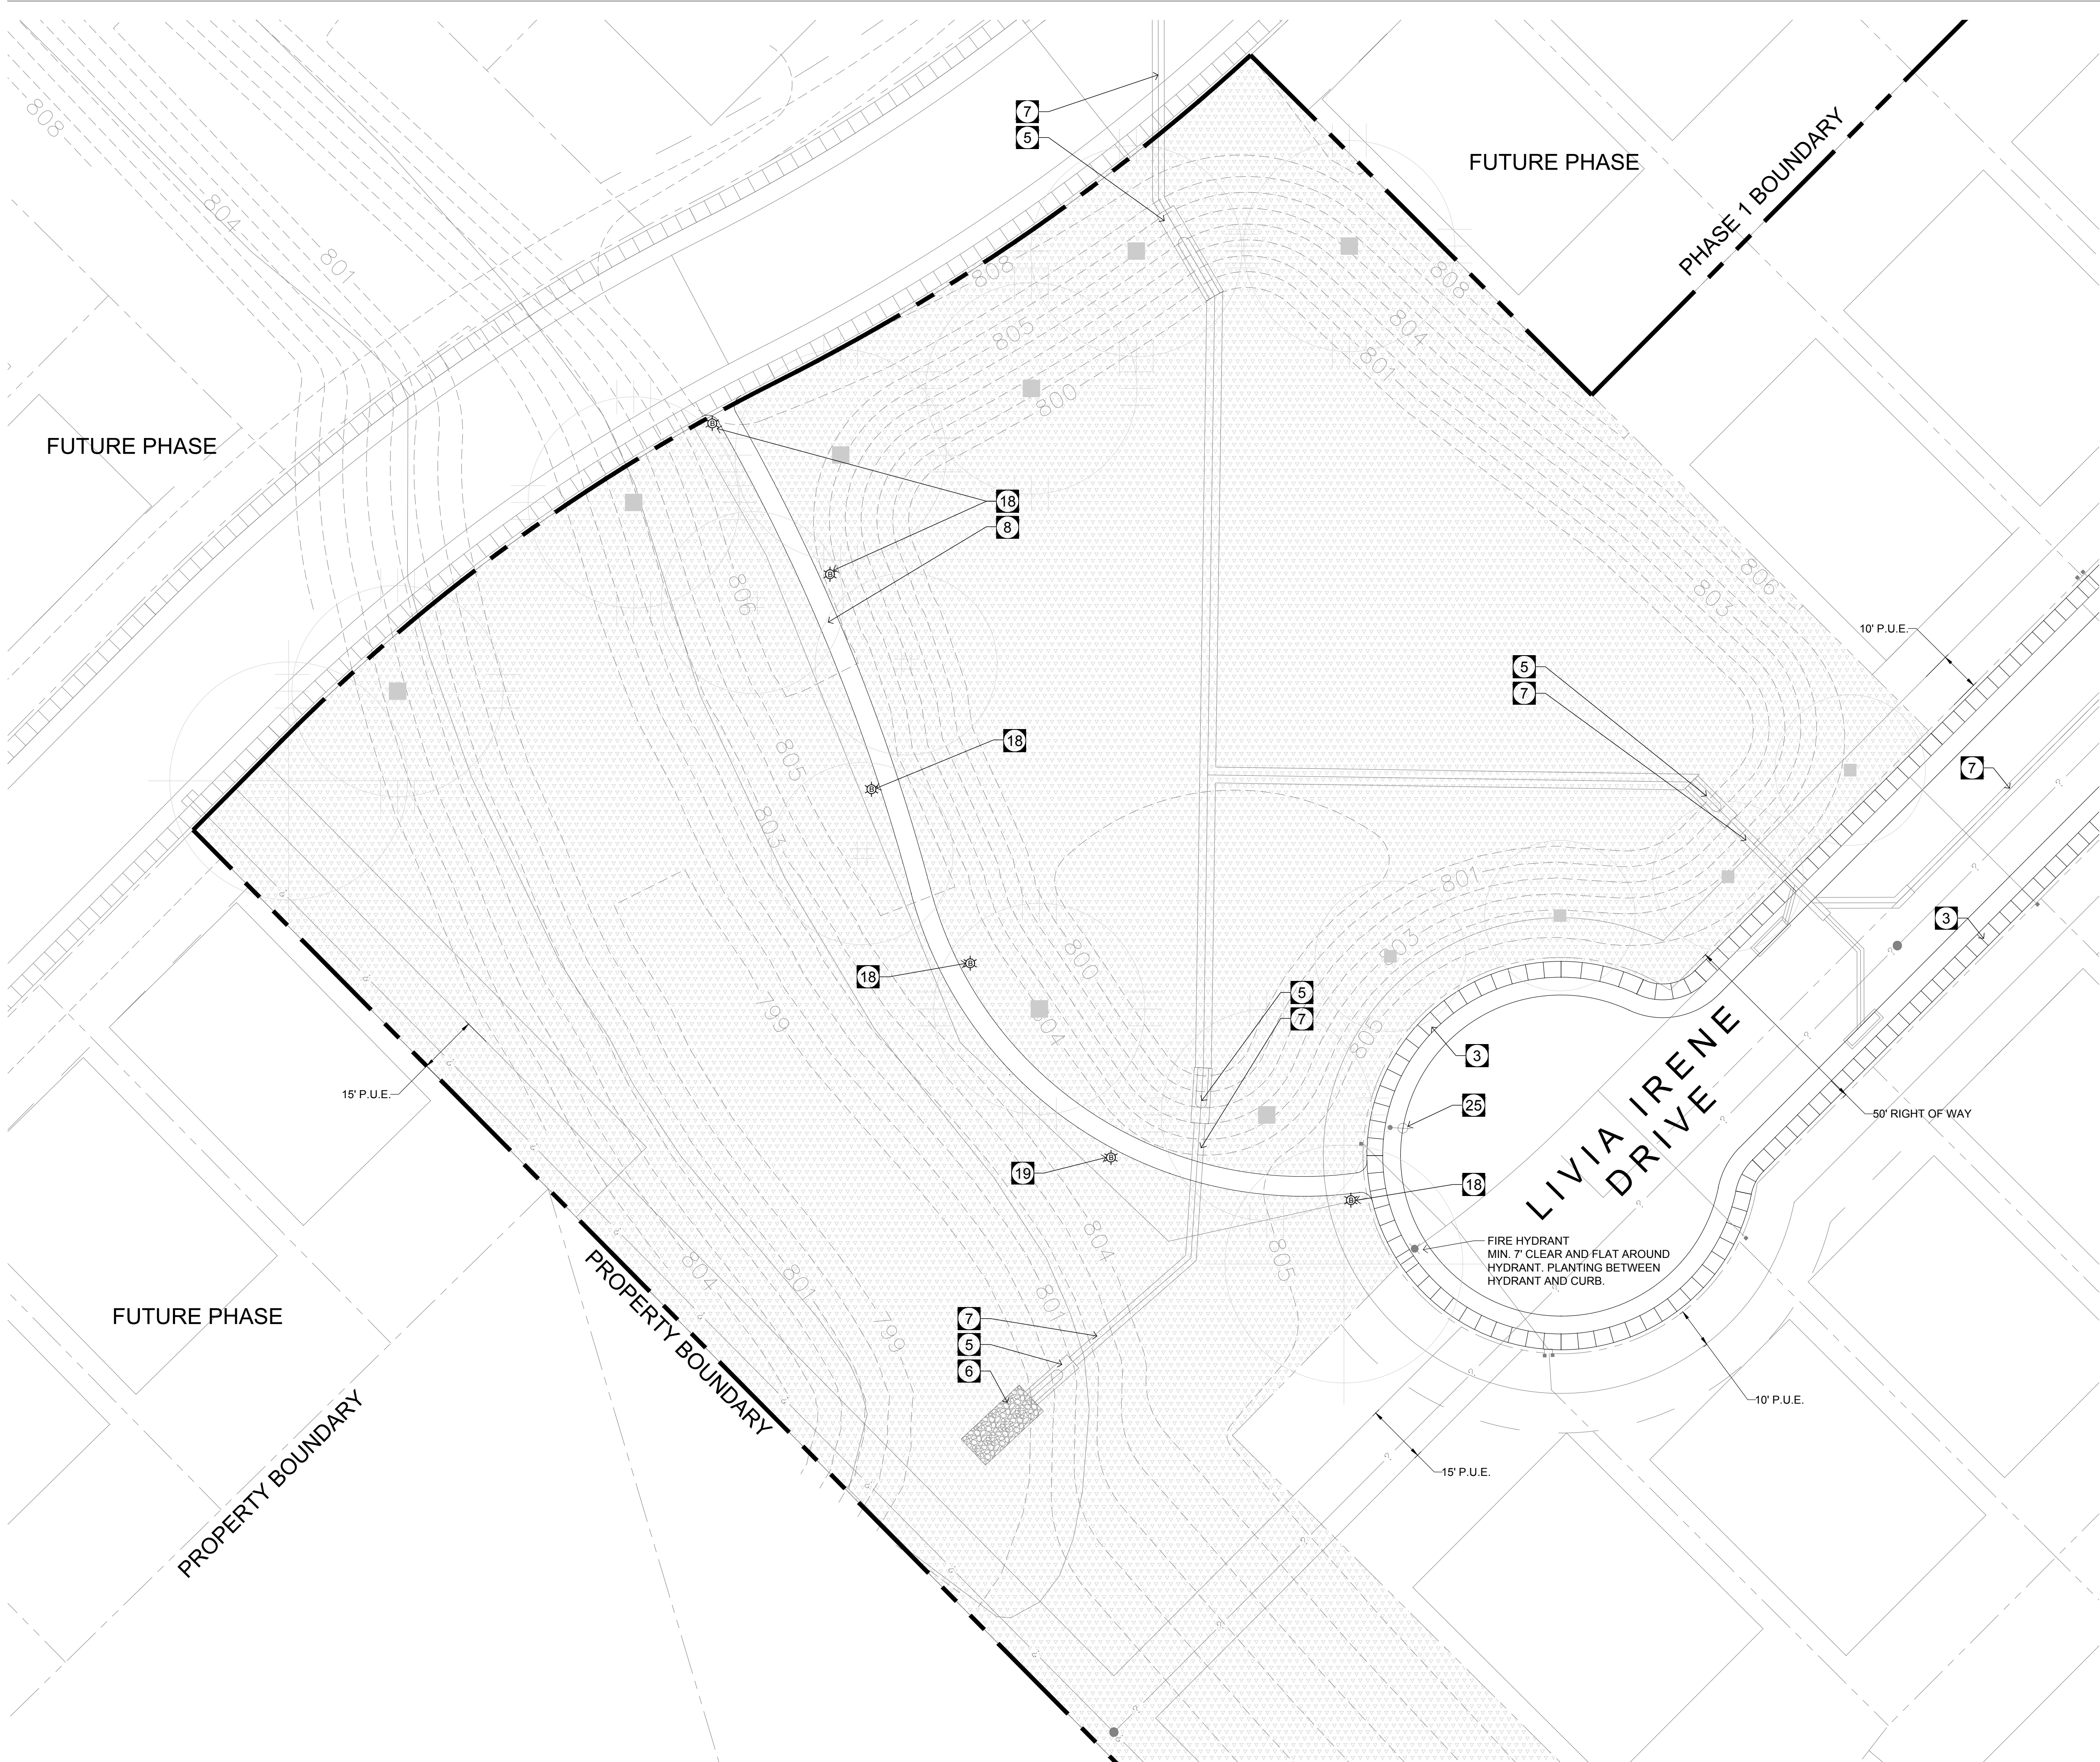 808
7
5
FUTURE PHASE
PHASE 1 BOUNDARY
804
801
808
808
805
804
801
800
FUTURE PHASE
18
8
806
806
803
10' P.U.E.
5
7
18
805
7
803
801
3
803
18
800
799
804
5
7
805
3
15' P.U.E.
25
LIVIA IRENE
DRIVE
50' RIGHT OF WAY
19
18
FIRE HYDRANT
MIN. 7' CLEAR AND FLAT AROUND
HYDRANT. PLANTING BETWEEN
HYDRANT AND CURB.
804
805
804
801
801
799
PROPERTY BOUNDARY
FUTURE PHASE
7
5
6
10' P.U.E.
PROPERTY BOUNDARY
15' P.U.E.
B
B
B
B
B
B